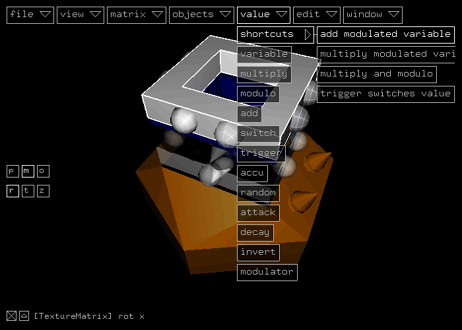 file view matrix objects value edit window
shortcuts add modulated variable
variable multiply modulated vari
multiply multiply and modulo
modulo trigger switches value
add
switch
trigger
accu
random
attack
decay
invert
modulator
p m o
r t z
[TextureMatrix] rot x